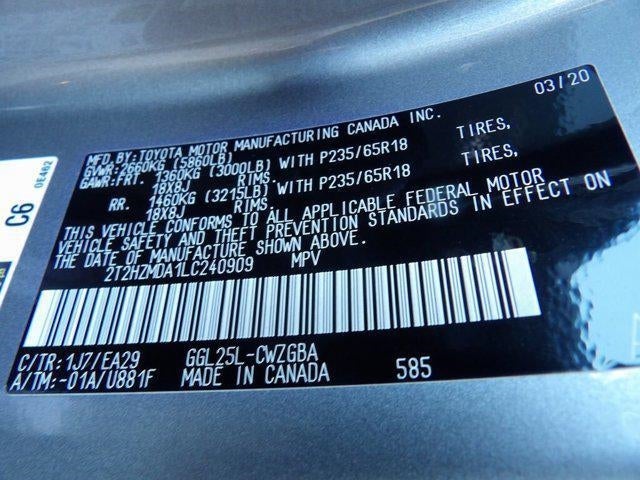 03/20
MFD.BY:TOYOTA MOTOR MANUFACTURING CANADA INC.
GVWR:2660KG (5860LB)
GAWR:FRT. 1360KG (3000LB) WITH P235/65R18 TIRES,
18X8J RIMS.
RR. 1460KG (3215LB) WITH P235/65R18 TIRES,
18X8J RIMS.
THIS VEHICLE CONFORMS TO ALL APPLICABLE FEDERAL MOTOR
VEHICLE SAFETY AND THEFT PREVENTION STANDARDS IN EFFECT ON
THE DATE OF MANUFACTURE SHOWN ABOVE.
2T2HZMDA1LC240909 MPV
C/TR:1J7/EA29 GGL25L-CWZGBA
A/TM:-01A/U881F MADE IN CANADA 585
C6
0E462